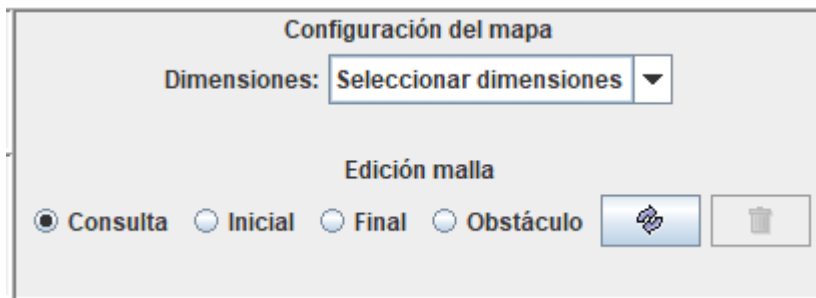 Configuración del mapa
Dimensiones: Seleccionar dimensiones
Edición malla
Consulta Inicial Final Obstáculo